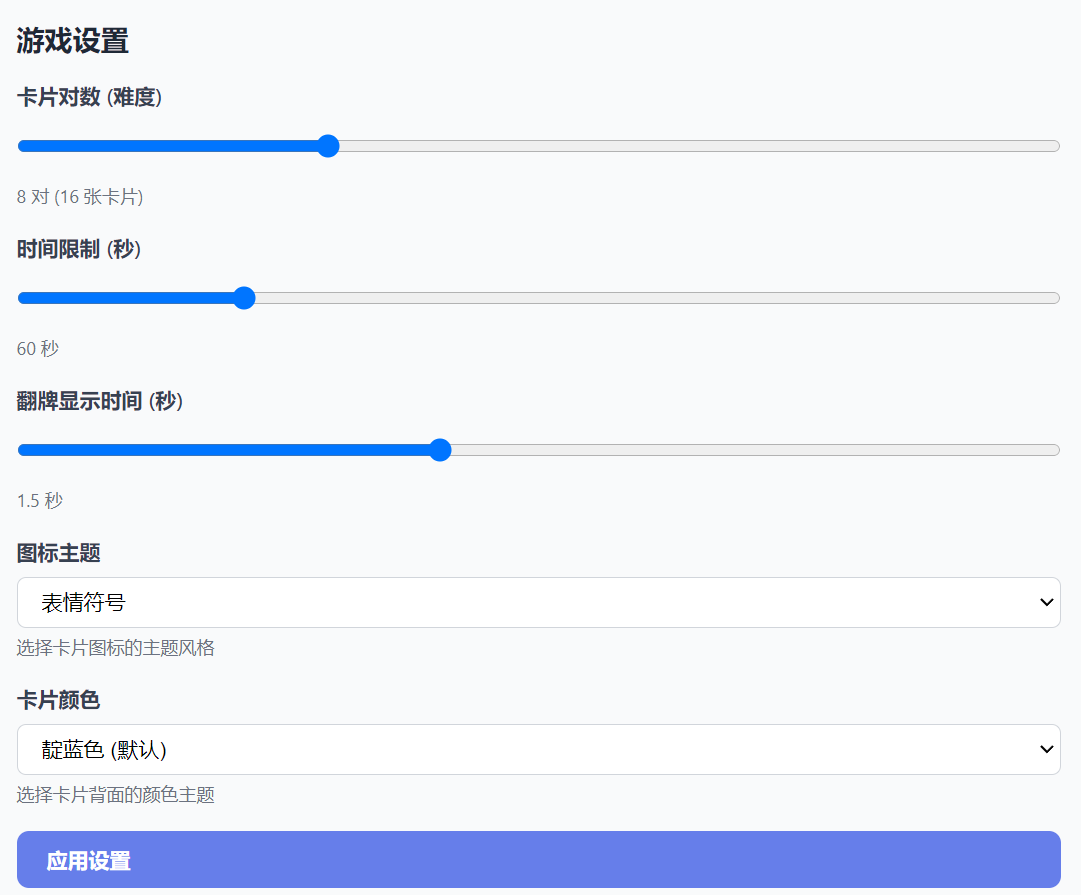 游戏设置
卡片对数 (难度)
8 对 (16 张卡片)
时间限制 (秒)
60 秒
翻牌显示时间 (秒)
1.5 秒
图标主题
表情符号
选择卡片图标的主题风格
卡片颜色
靛蓝色 (默认)
选择卡片背面的颜色主题
应用设置